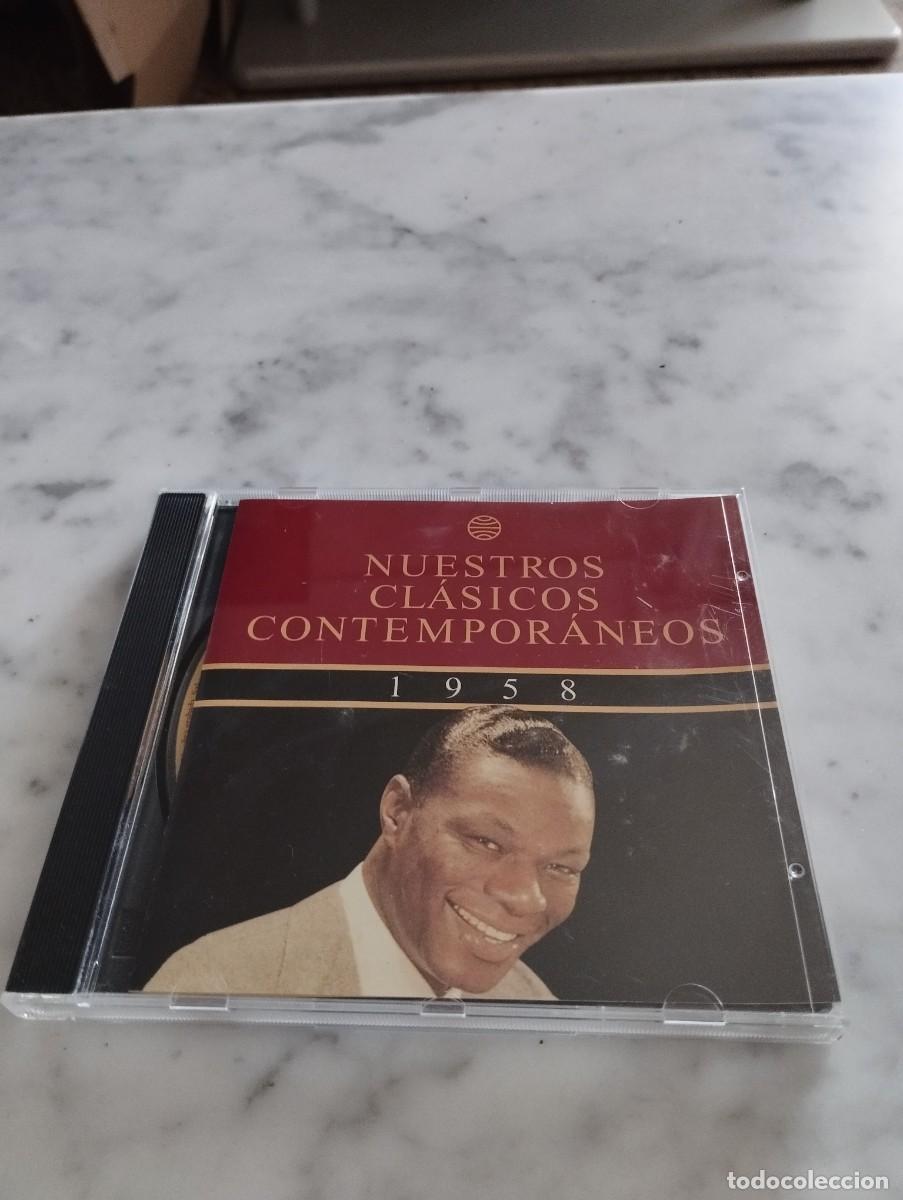 NUESTROS
CLÁSICOS
CONTEMPORÁNEOS
1958
todocoleccion